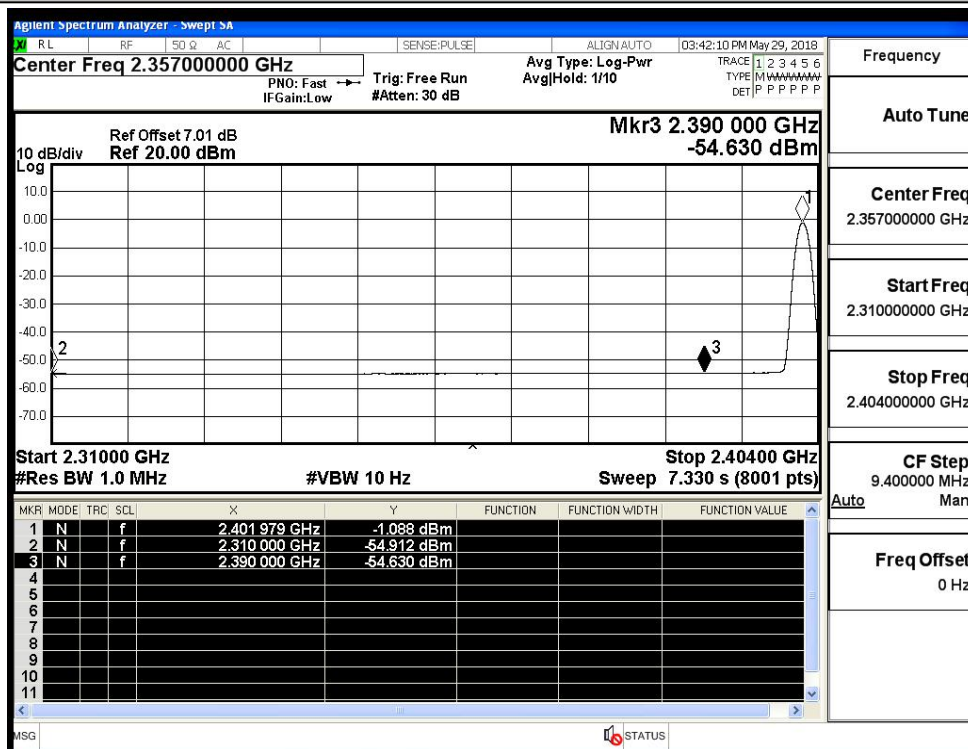 Agilent Spectrum Analyzer - Swept SA
RL RF 50 Ω AC SENSE:PULSE ALIGN AUTO 03:42:10 PM May 29, 2018
Center Freq 2.357000000 GHz
PNO: Fast
IFGain:Low
Trig: Free Run
#Atten: 30 dB
Avg Type: Log-Pwr
Avg|Hold: 1/10
TRACE 1 2 3 4 5 6
TYPE M WWWWW
DET P P P P P P
Ref Offset 7.01 dB
Ref 20.00 dBm
10 dB/div
Log
Mkr3 2.390 000 GHz
-54.630 dBm
10.0
0.00
-10.0
-20.0
-30.0
-40.0
-50.0
-60.0
-70.0
1
2
3
Start 2.31000 GHz Stop 2.40400 GHz
#Res BW 1.0 MHz #VBW 10 Hz Sweep 7.330 s (8001 pts)
MKR MODE TRC SCL X Y FUNCTION FUNCTION WIDTH FUNCTION VALUE
1 N f 2.401 979 GHz -1.088 dBm
2 N f 2.310 000 GHz -54.912 dBm
3 N f 2.390 000 GHz -54.630 dBm
4
5
6
7
8
9
10
11
MSG STATUS
Frequency
Auto Tune
Center Freq
2.357000000 GHz
Start Freq
2.310000000 GHz
Stop Freq
2.404000000 GHz
CF Step
9.400000 MHz
Auto Man
Freq Offset
0 Hz